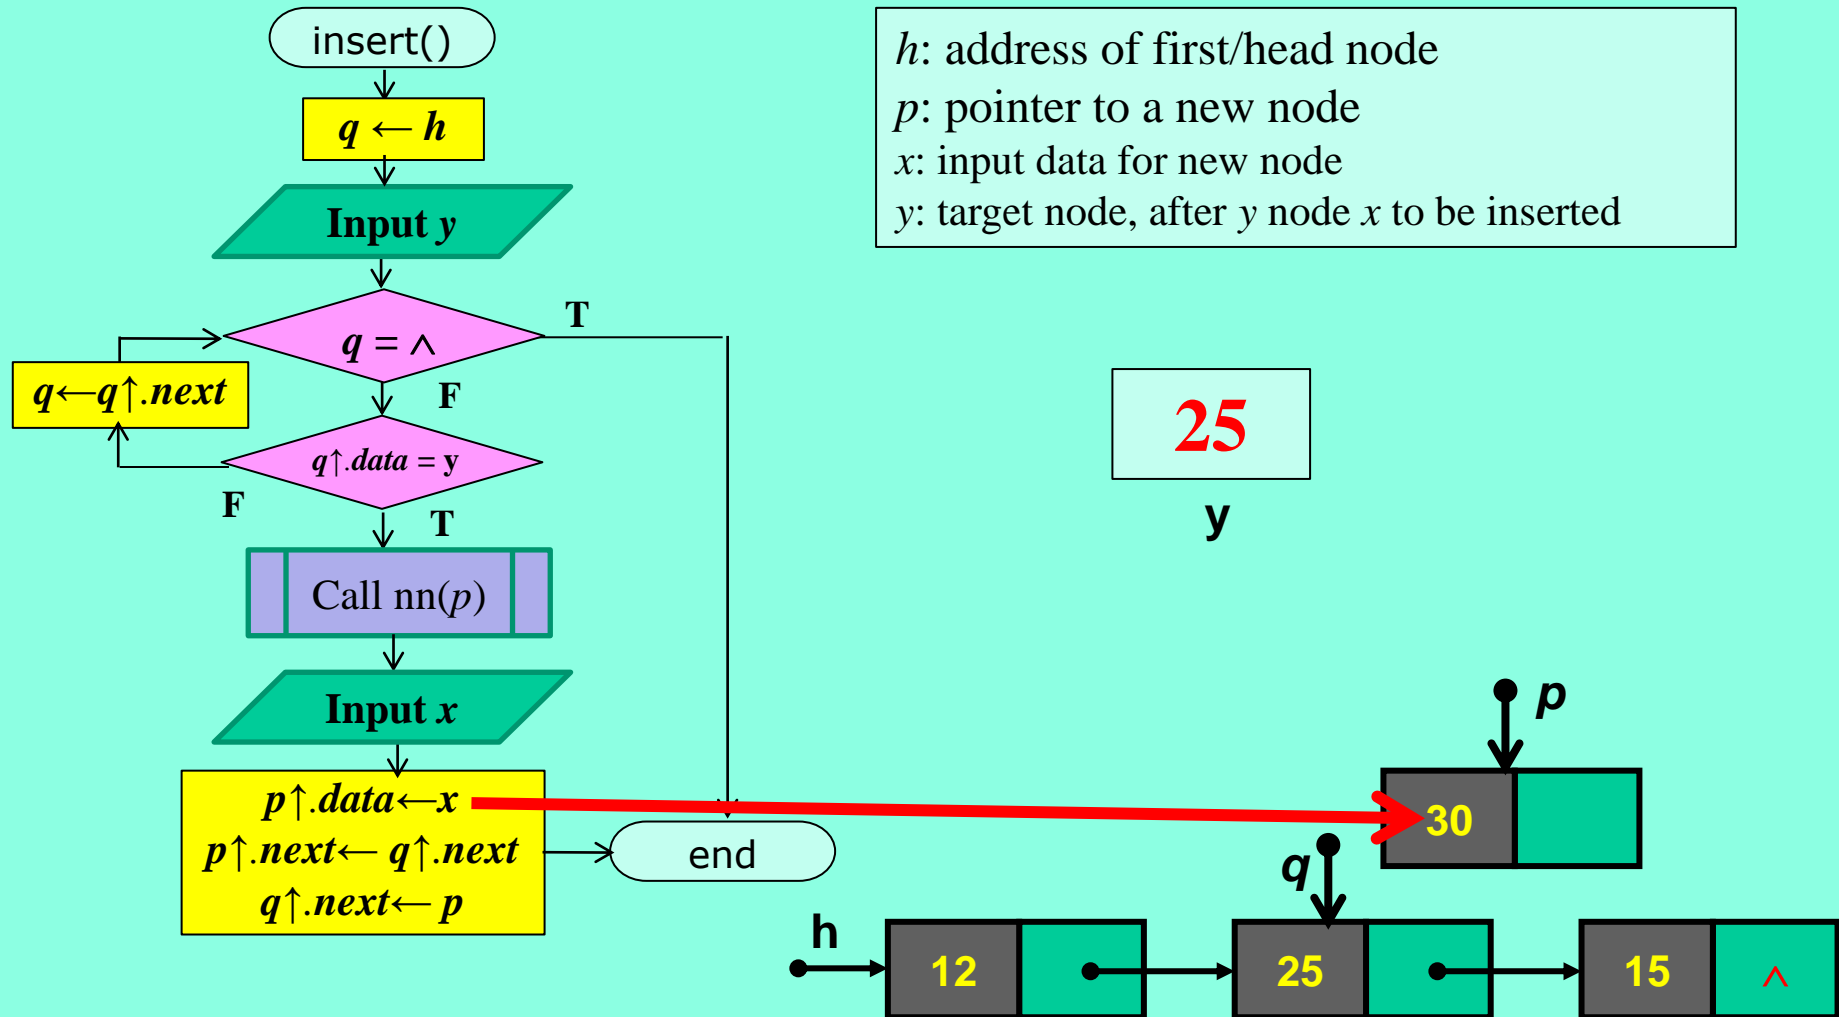 insert()
q ← h
Input y
q = ∧
T
F
q←q↑.next
q↑.data = y
F
T
Call nn(p)
Input x
p↑.data←x
p↑.next← q↑.next
q↑.next← p
end
h: address of first/head node
p: pointer to a new node
x: input data for new node
y: target node, after y node x to be inserted
25
y
p
30
q
h
12
25
15
∧